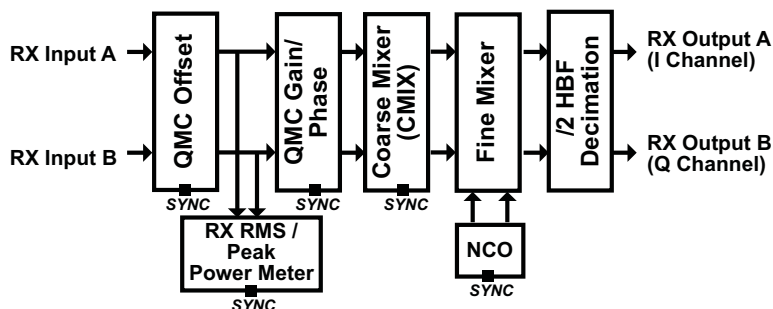 RX Input A
RX Input B
QMC Offset
SYNC
RX RMS /
Peak
Power Meter
SYNC
QMC Gain/
Phase
SYNC
Coarse Mixer
(CMIX)
SYNC
Fine Mixer
NCO
SYNC
/2 HBF
Decimation
RX Output A
(I Channel)
RX Output B
(Q Channel)